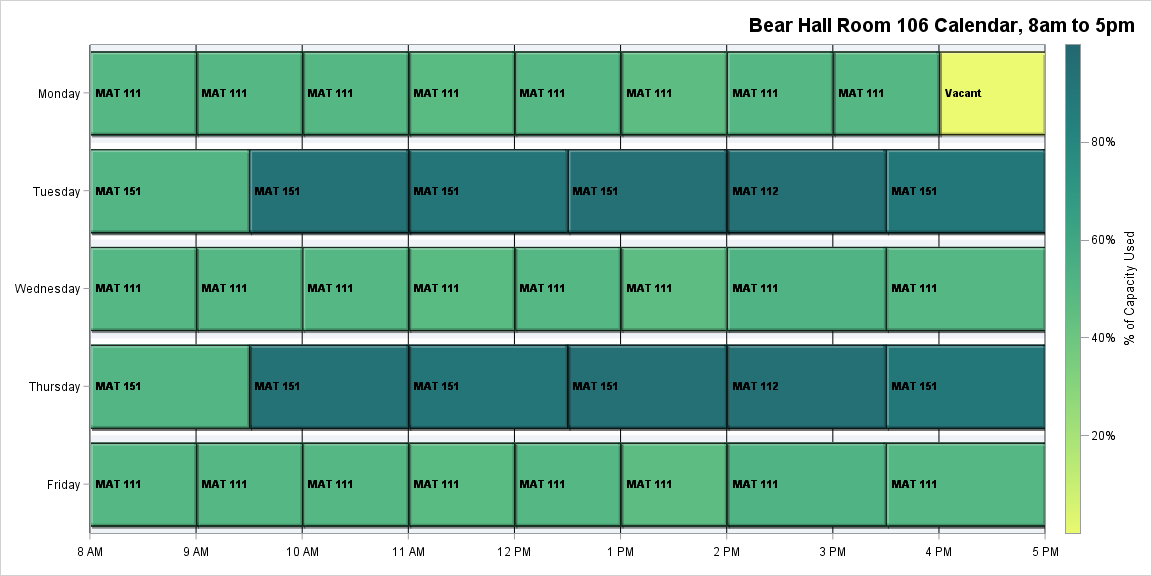 Bear Hall Room 106 Calendar, 8am to 5pm
Monday
MAT 111 MAT 111 MAT 111 MAT 111 MAT 111 MAT 111 MAT 111 MAT 111 Vacant
Tuesday
MAT 151 MAT 151 MAT 151 MAT 151 MAT 112 MAT 151
Wednesday
MAT 111 MAT 111 MAT 111 MAT 111 MAT 111 MAT 111 MAT 111 MAT 111
Thursday
MAT 151 MAT 151 MAT 151 MAT 151 MAT 112 MAT 151
Friday
MAT 111 MAT 111 MAT 111 MAT 111 MAT 111 MAT 111 MAT 111 MAT 111
8 AM 9 AM 10 AM 11 AM 12 PM 1 PM 2 PM 3 PM 4 PM 5 PM
80%
60%
40%
20%
% of Capacity Used